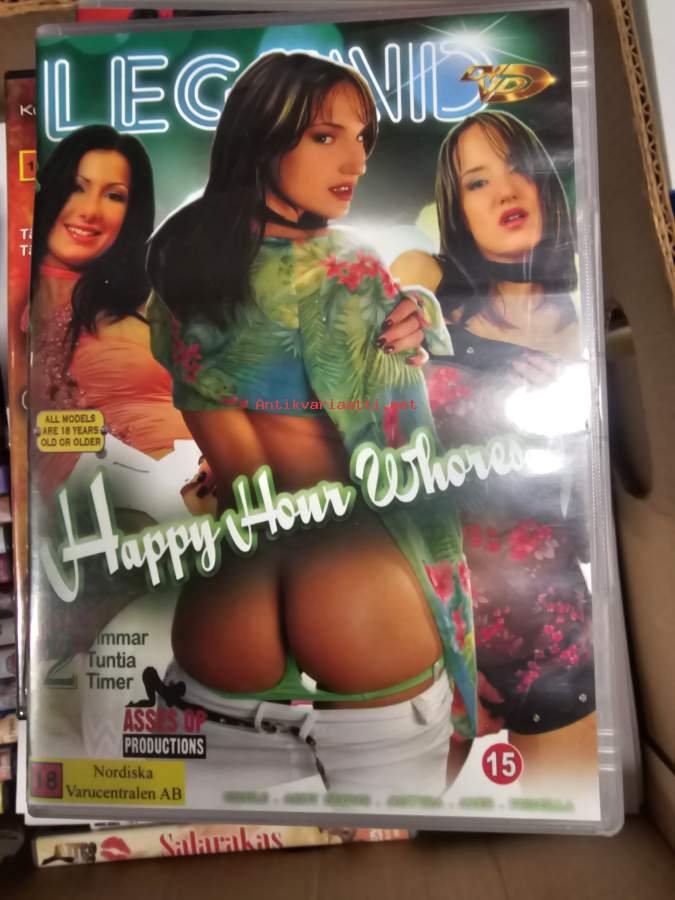 LEGEND
DVD
ALL MODELS
ARE 18 YEARS
OLD OR OLDER
Antikvariaatti.net
Happy Hour Whores
2
Timmar
Tuntia
Timer
ASSES UP
PRODUCTIONS
18
Nordiska
Varucentralen AB
15
Salarakas